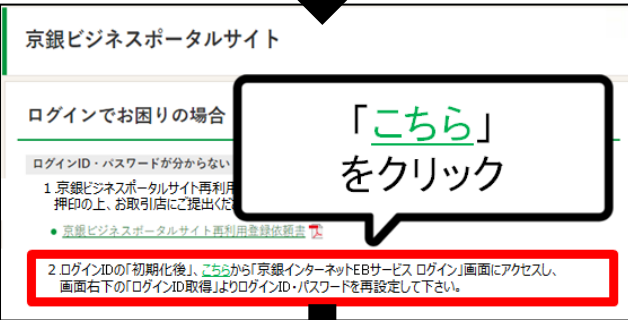 京銀ビジネスポータルサイト
ログインでお困りの場合
「こちら」
をクリック
ログインID・パスワードが分からない
1.京銀ビジネスポータルサイト再利用
押印の上、お取引店にご提出くだ
京銀ビジネスポータルサイト再利用登録依頼書
2.ログインIDの「初期化後」、こちらから「京銀インターネットEBサービス ログイン」画面にアクセスし、
画面右下の「ログインID取得」よりログインID・パスワードを再設定して下さい。